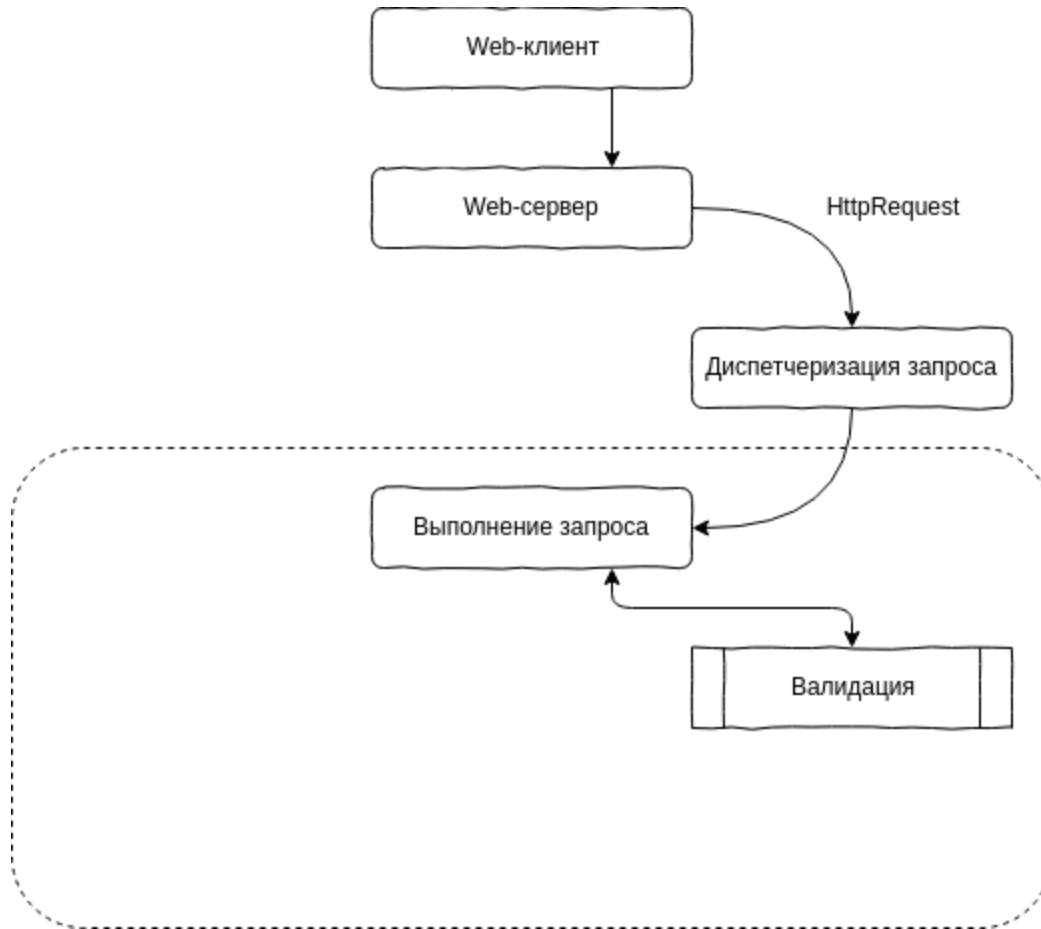 Web-клиент
Web-сервер
HttpRequest
Диспетчеризация запроса
Выполнение запроса
Валидация